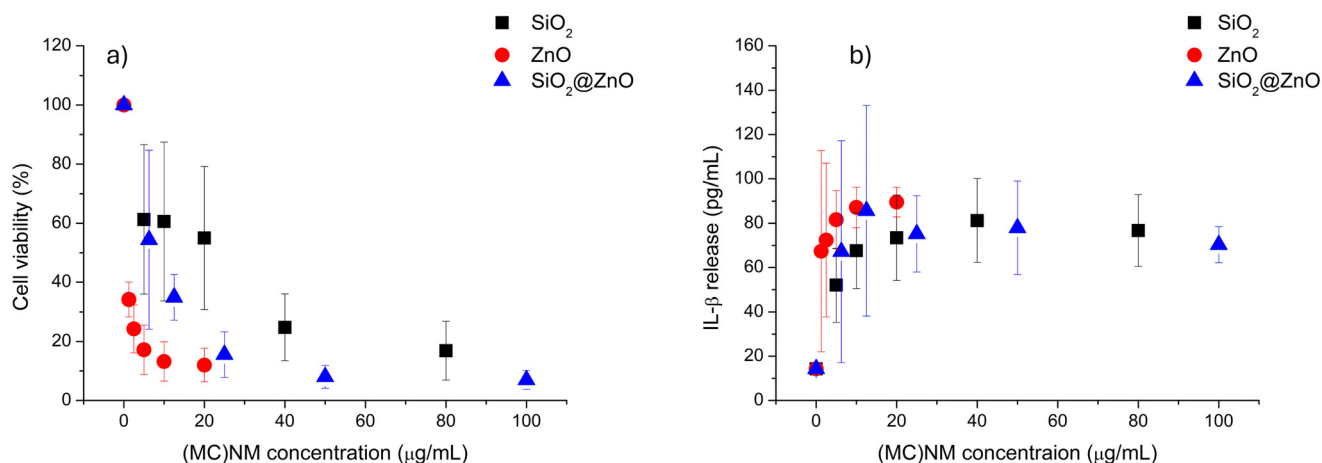 a)
SiO2
ZnO
SiO2@ZnO
Cell viability (%)
120
100
80
60
40
20
0
0 20 40 60 80 100
(MC)NM concentration (μg/mL)
b)
SiO2
ZnO
SiO2@ZnO
IL-β release (pg/mL)
160
140
120
100
80
60
40
20
0
0 20 40 60 80 100
(MC)NM concentraion (μg/mL)